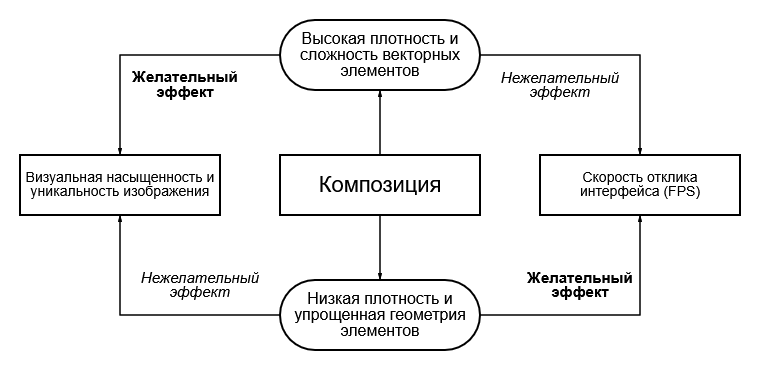 Высокая плотность и
сложность векторных
элементов
Желательный
эффект
Нежелательный
эффект
Визуальная насыщенность и
уникальность изображения
Композиция
Скорость отклика
интерфейса (FPS)
Нежелательный
эффект
Желательный
эффект
Низкая плотность и
упрощенная геометрия
элементов